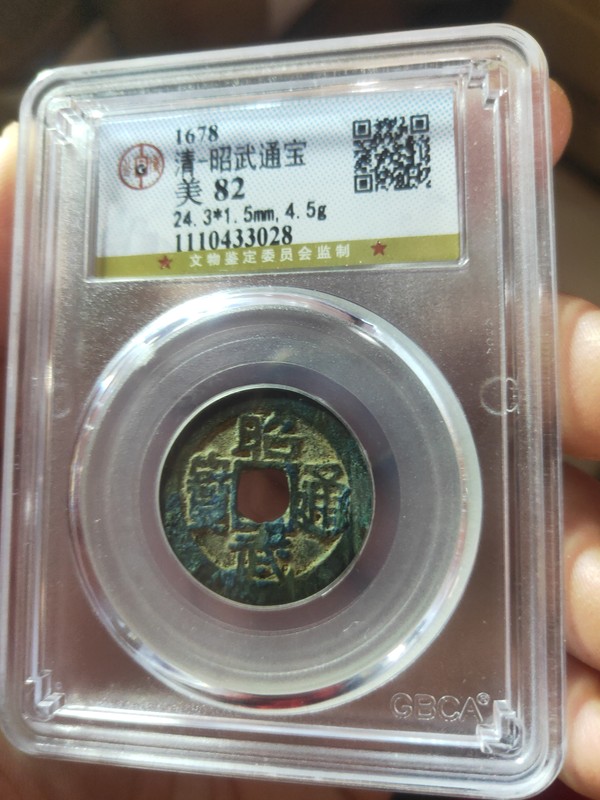 1678
清-昭武通宝
美 82
24.3*1.5mm,4.5g
1110433028
文物鉴定委员会监制
昭
寶 通
武
GBCA